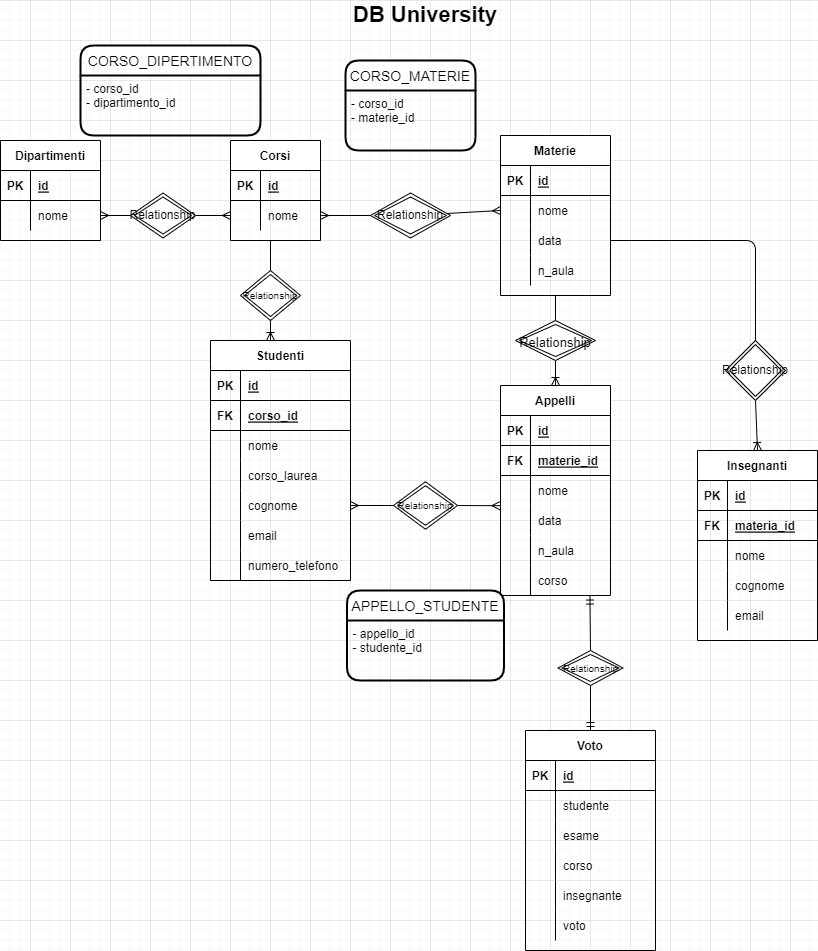 DB University
CORSO_DIPERTIMENTO
- corso_id
- dipartimento_id
CORSO_MATERIE
- corso_id
- materie_id
Dipartimenti
PK id
nome
Relationship
Corsi
PK id
nome
Relationship
Materie
PK id
nome
data
n_aula
Relationship
Relationship
Relationship
Studenti
PK id
FK corso_id
nome
corso_laurea
cognome
email
numero_telefono
Relationship
Appelli
PK id
FK materie_id
nome
data
n_aula
corso
Insegnanti
PK id
FK materia_id
nome
cognome
email
APPELLO_STUDENTE
- appello_id
- studente_id
Relationship
Voto
PK id
studente
esame
corso
insegnante
voto